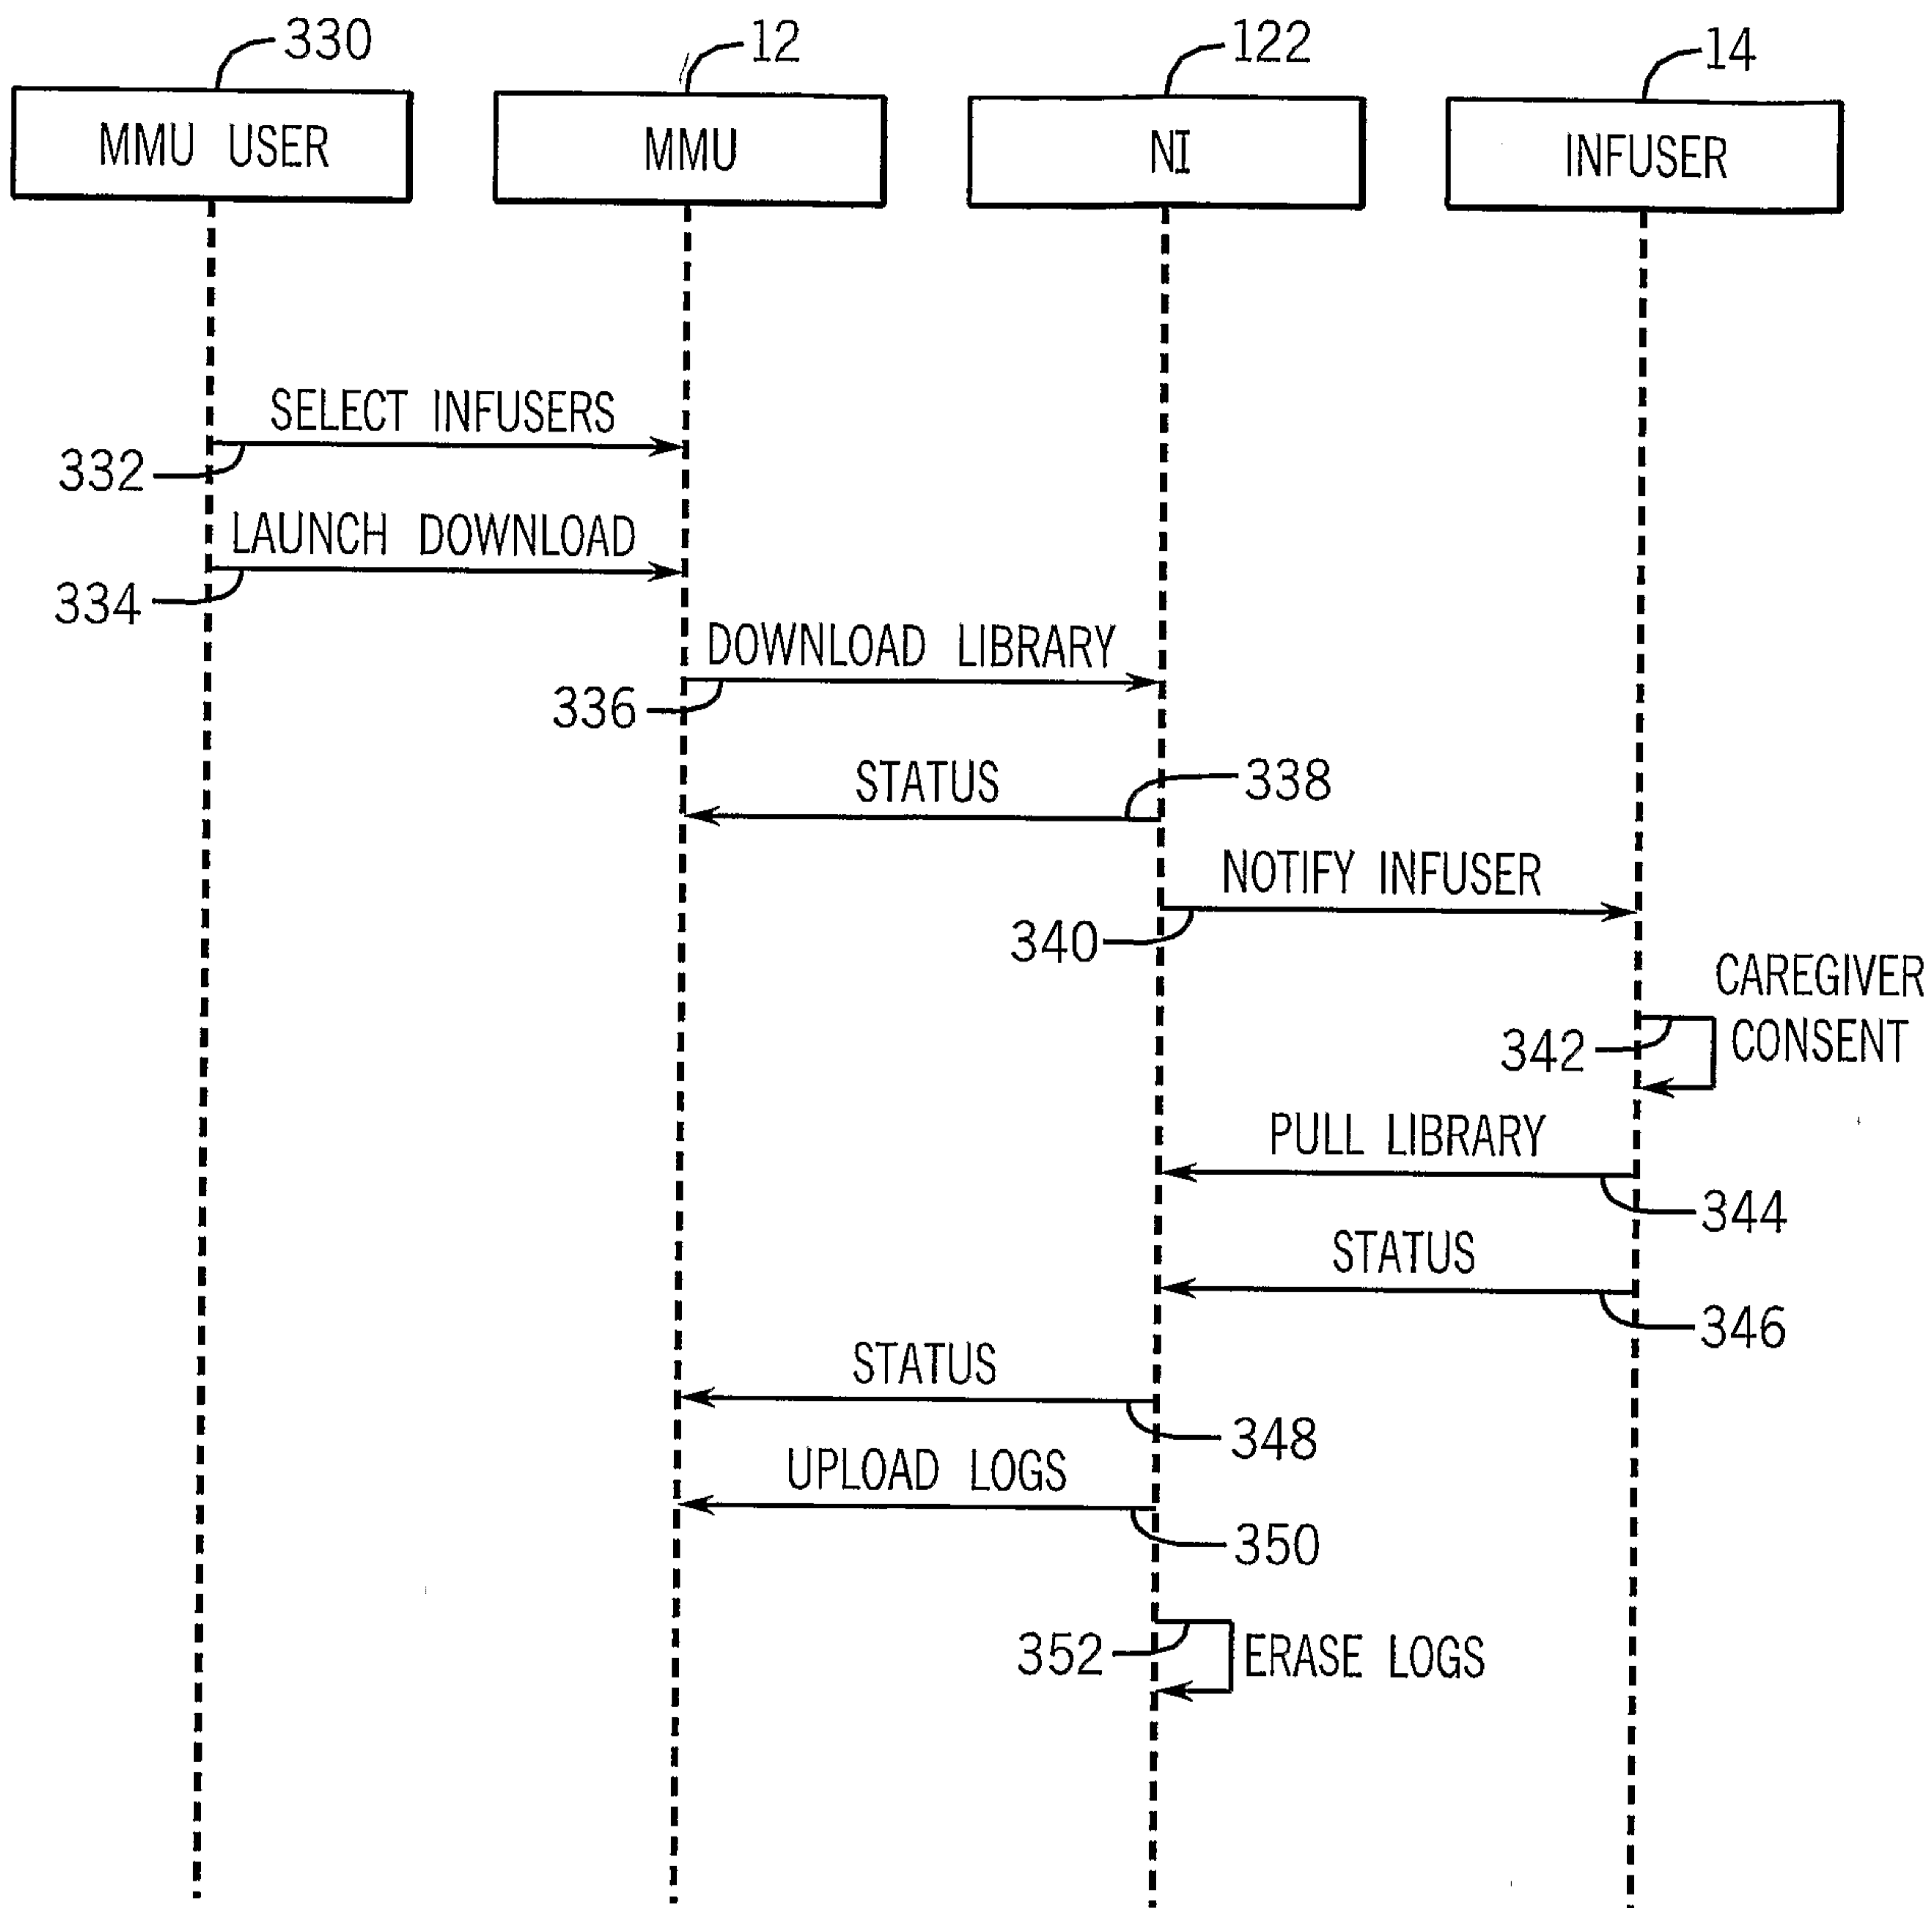 330
12
122
14
MMU USER
MMU
NI
INFUSER
SELECT INFUSERS
332
LAUNCH DOWNLOAD
334
DOWNLOAD LIBRARY
336
STATUS
338
NOTIFY INFUSER
340
CAREGIVER
CONSENT
342
PULL LIBRARY
344
STATUS
346
STATUS
348
UPLOAD LOGS
350
352
ERASE LOGS